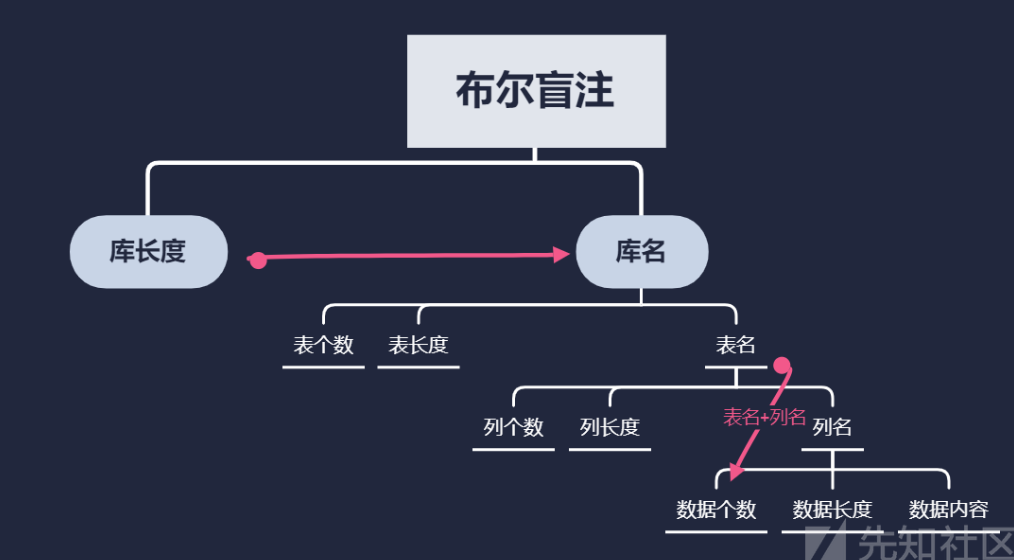 布尔盲注
库长度
库名
表个数
表长度
表名
列个数
列长度
表名+列名
列名
数据个数
数据长度
数据内容
先知社区